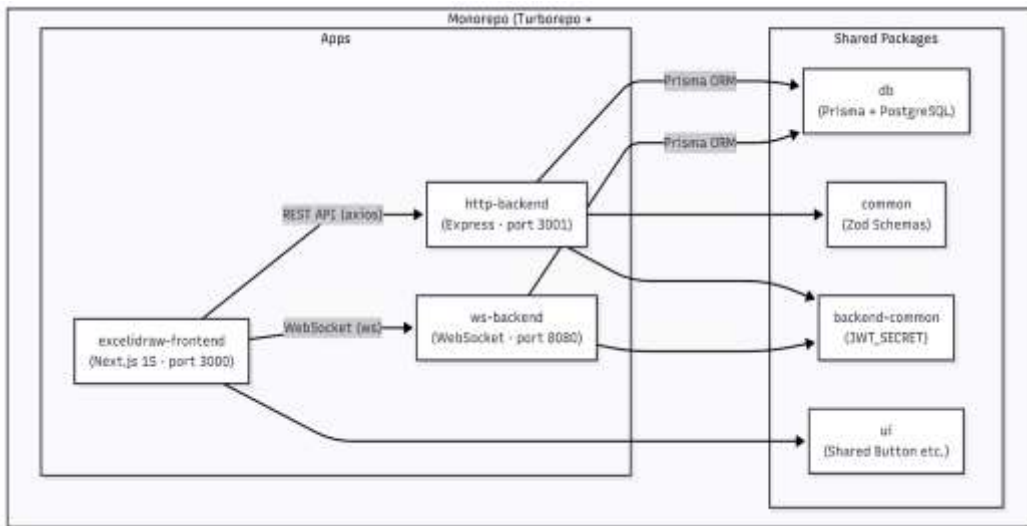 Monorepo (Turborepo +
Apps
Shared Packages
Prisma ORM
db
(Prisma + PostgreSQL)
Prisma ORM
REST API (axios)
http-backend
(Express · port 3001)
common
(Zod Schemas)
WebSocket (ws)
ws-backend
(WebSocket · port 8080)
backend-common
(JWT_SECRET)
excelidraw-frontend
(Next.js 15 · port 3000)
ui
(Shared Button etc.)